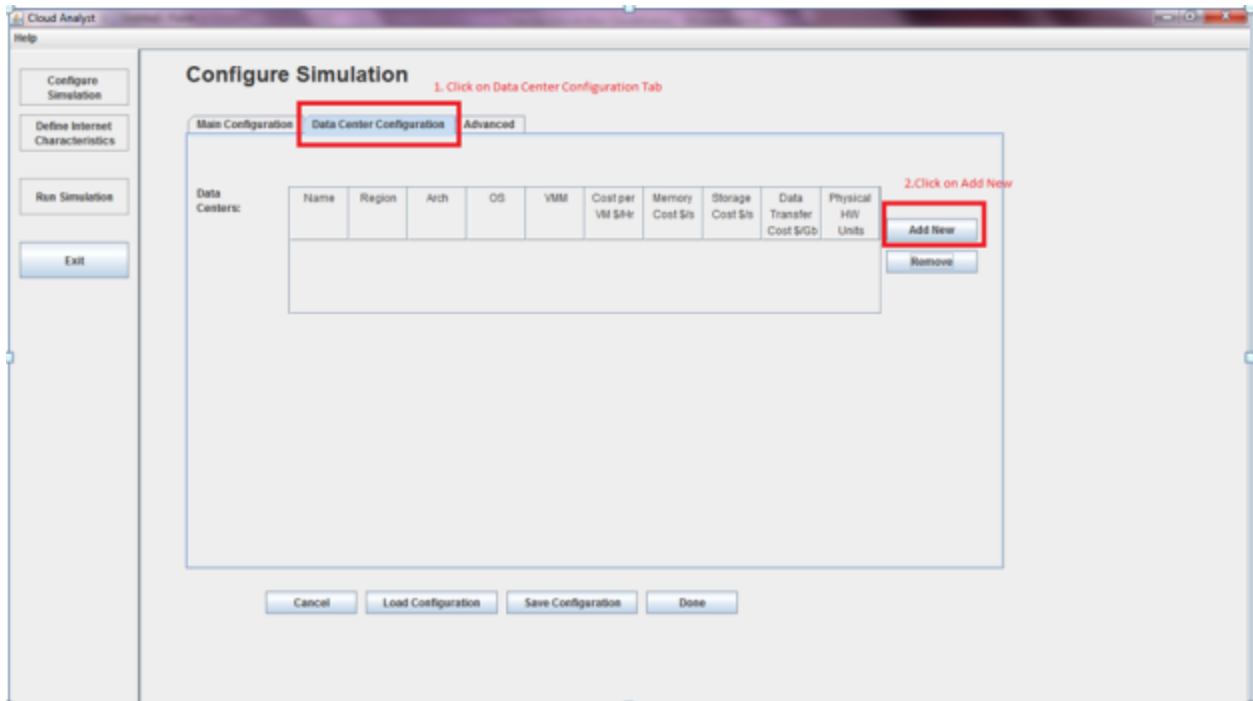 Cloud Analyst
Help
Configure
Simulation
Define Internet
Characteristics
Run Simulation
Exit
Configure Simulation
1. Click on Data Center Configuration Tab
Main Configuration Data Center Configuration Advanced
2.Click on Add New
Data
Centers:
Name Region Arch OS VMM Cost per Memory Storage Data Physical
VM $/Hr Cost $/s Cost $/s Transfer HW
Cost $/Gb Units
Add New
Remove
Cancel Load Configuration Save Configuration Done